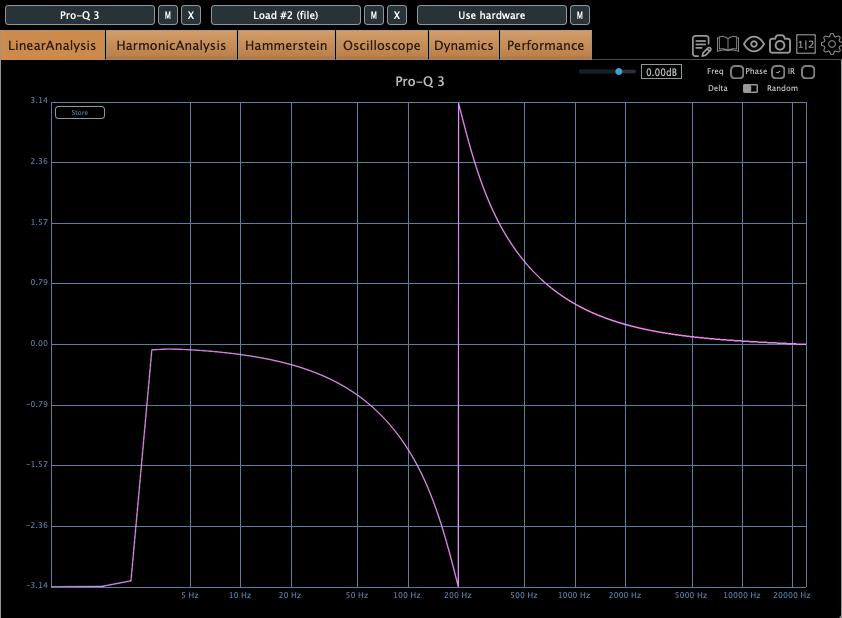 Pro-Q 3 M X Load #2 (file) M X Use hardware M
LinearAnalysis HarmonicAnalysis Hammerstein Oscilloscope Dynamics Performance 1|2
Pro-Q 3 0.00dB Freq Phase IR
Delta Random
3.14
Store
2.36
1.57
0.79
0.00
-0.79
-1.57
-2.36
-3.14
5 Hz 10 Hz 20 Hz 50 Hz 100 Hz 200 Hz 500 Hz 1000 Hz 2000 Hz 5000 Hz 10000 Hz 20000 Hz